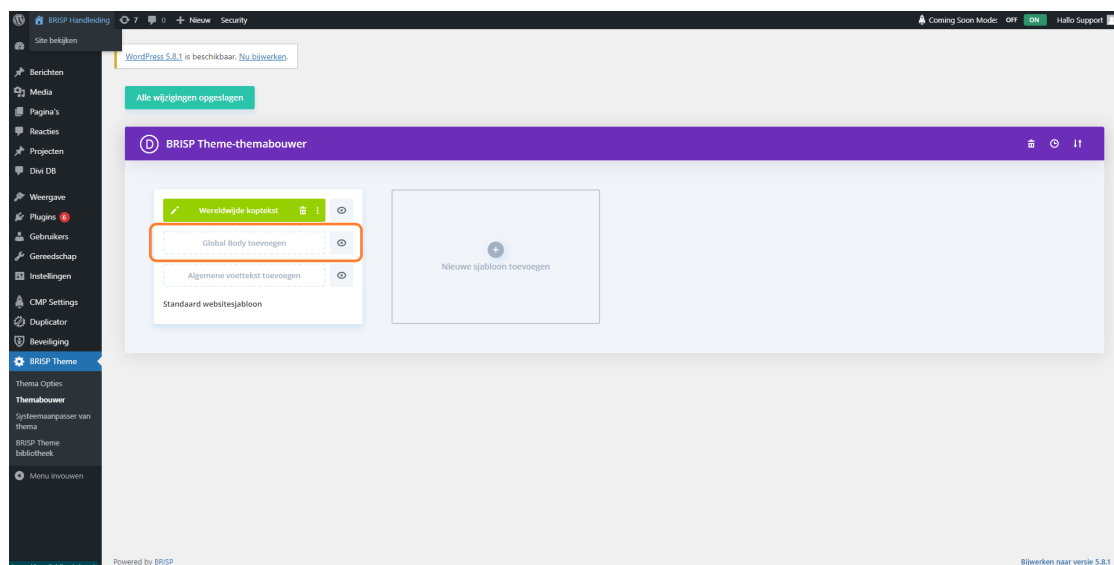 BRISP Handleiding 7 0 + Nieuw Security Coming Soon Mode: OFF ON Hallo Support
Site bekijken
WordPress 5.8.1 is beschikbaar. Nu bijwerken.
Berichten
Media
Alle wijzigingen opgeslagen
Pagina's
Reacties
Projecten
D BRISP Theme-themabouwer
Divi DB
Weergave
Plugins 6
Gebruikers
Gereedschap
Instellingen
CMP Settings
Duplicator
Beveiliging
BRISP Theme
Thema Opties
Themabouwer
Systeemaanpasser van
thema
BRISP Theme
bibliotheek
Menu invouwen
Wereldwijde koptekst
Global Body toevoegen
Algemene voettekst toevoegen
Standaard websitesjabloon
Nieuwe sjabloon toevoegen
Powered by BRISP
Bijwerken naar versie 5.8.1